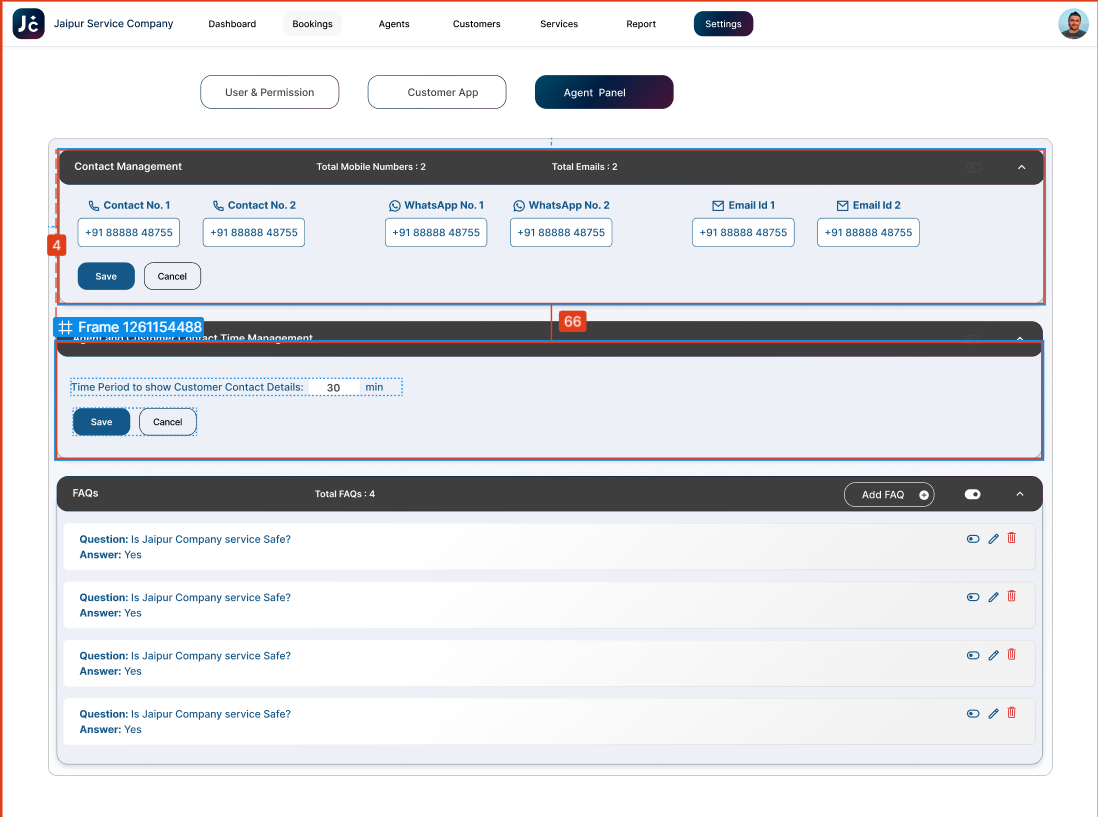 Jc Jaipur Service Company Dashboard Bookings Agents Customers Services Report Settings
User & Permission Customer App Agent Panel
Contact Management Total Mobile Numbers : 2 Total Emails : 2
Contact No. 1 Contact No. 2 WhatsApp No. 1 WhatsApp No. 2 Email Id 1 Email Id 2
+91 88888 48755 +91 88888 48755 +91 88888 48755 +91 88888 48755 +91 88888 48755 +91 88888 48755
4
Save Cancel
66
Frame 1261154488
Agent and Customer Contact Time Management
Time Period to show Customer Contact Details: 30 min
Save Cancel
FAQs Total FAQs : 4 Add FAQ
Question: Is Jaipur Company service Safe?
Answer: Yes
Question: Is Jaipur Company service Safe?
Answer: Yes
Question: Is Jaipur Company service Safe?
Answer: Yes
Question: Is Jaipur Company service Safe?
Answer: Yes